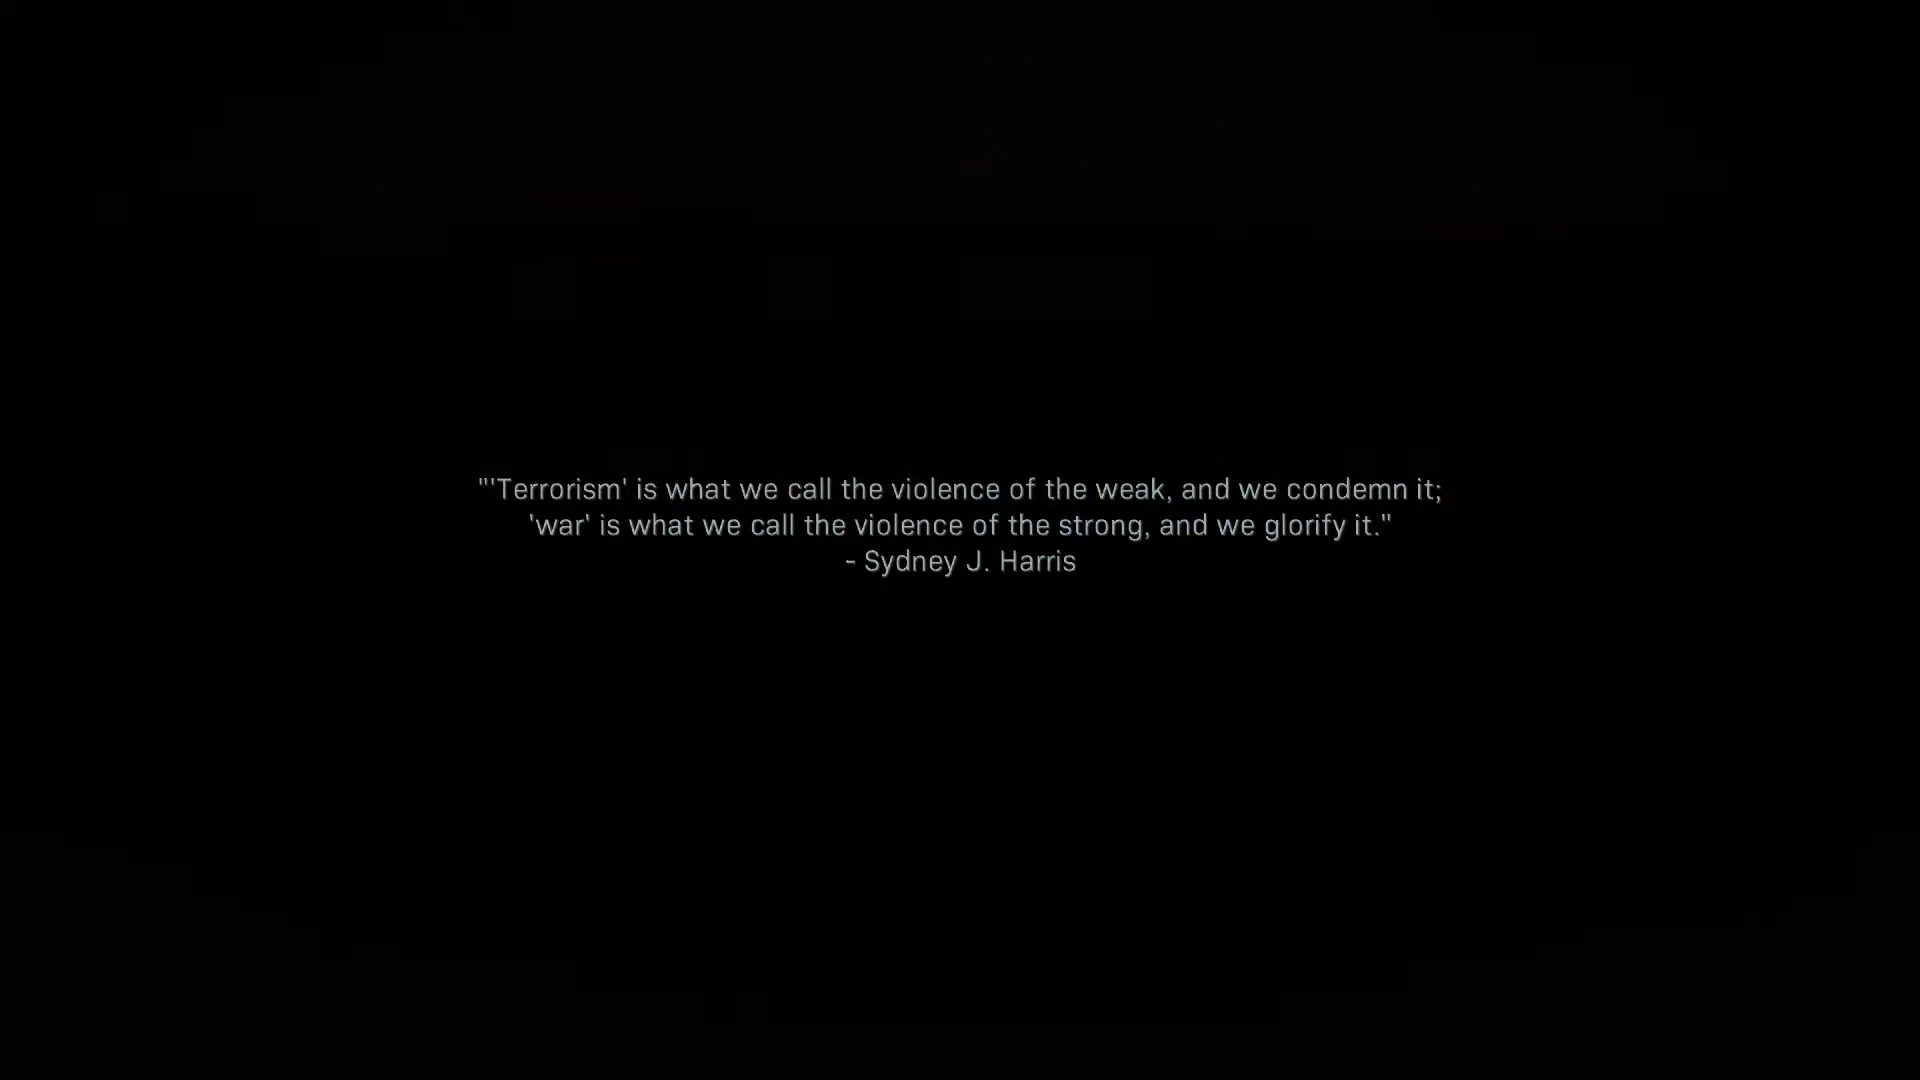 "'Terrorism' is what we call the violence of the weak, and we condemn it;
'war' is what we call the violence of the strong, and we glorify it."
- Sydney J. Harris